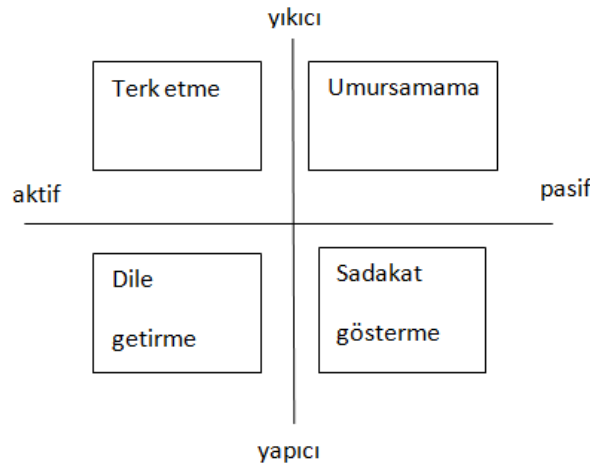 yıkıcı
Terk etme
Umursamama
aktif
pasif
Dile
getirme
Sadakat
gösterme
yapıcı